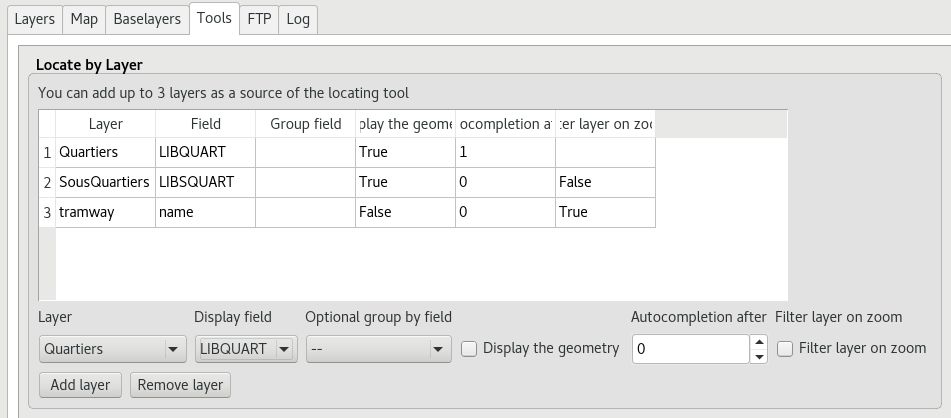 Layers Map Baselayers Tools FTP Log
Locate by Layer
You can add up to 3 layers as a source of the locating tool
Layer Field Group field play the geome ocompletion a ter layer on zoo
1 Quartiers LIBQUART True 1
2 SousQuartiers LIBSQUART True 0 False
3 tramway name False 0 True
Layer Display field Optional group by field Autocompletion after Filter layer on zoom
Quartiers LIBQUART -- Display the geometry 0 Filter layer on zoom
Add layer Remove layer